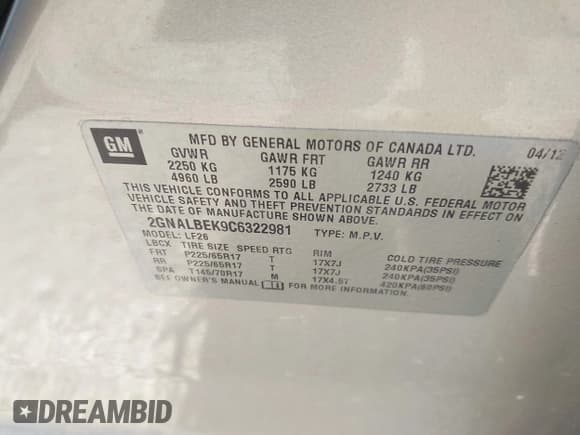 GM
MFD BY GENERAL MOTORS OF CANADA LTD. 04/12
GVWR GAWR FRT GAWR RR
2250 KG 1175 KG 1240 KG
4960 LB 2590 LB 2733 LB
THIS VEHICLE CONFORMS TO ALL APPLICABLE U.S. FEDERAL MOTOR
VEHICLE SAFETY AND THEFT PREVENTION STANDARDS IN EFFECT ON
THE DATE OF MANUFACTURE SHOWN ABOVE.
2GNALBEK9C6322981 TYPE: M.P.V.
MODEL: LF26
LBCX TIRE SIZE SPEED RTG RIM COLD TIRE PRESSURE
FRT P225/65R17 T 17X7J 240KPA(35PSI)
RR P225/65R17 T 17X7J 240KPA(35PSI)
SPA T145/70R17 M 17X4.5T 420KPA(60PSI)
SEE OWNER'S MANUAL FOR MORE INFORMATION.
DREAMBID